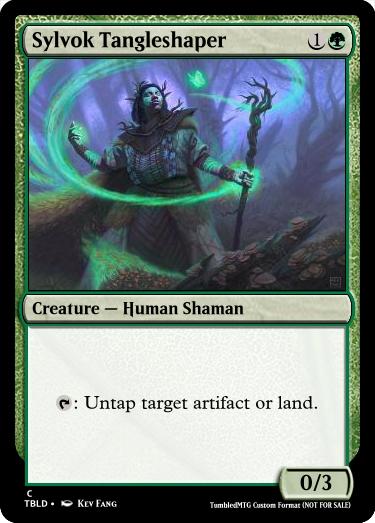 Sylvok Tangleshaper 1
Creature — Human Shaman
: Untap target artifact or land.
0/3
C
TBLD • Kev Fang
TumbledMTG Custom Format (NOT FOR SALE)